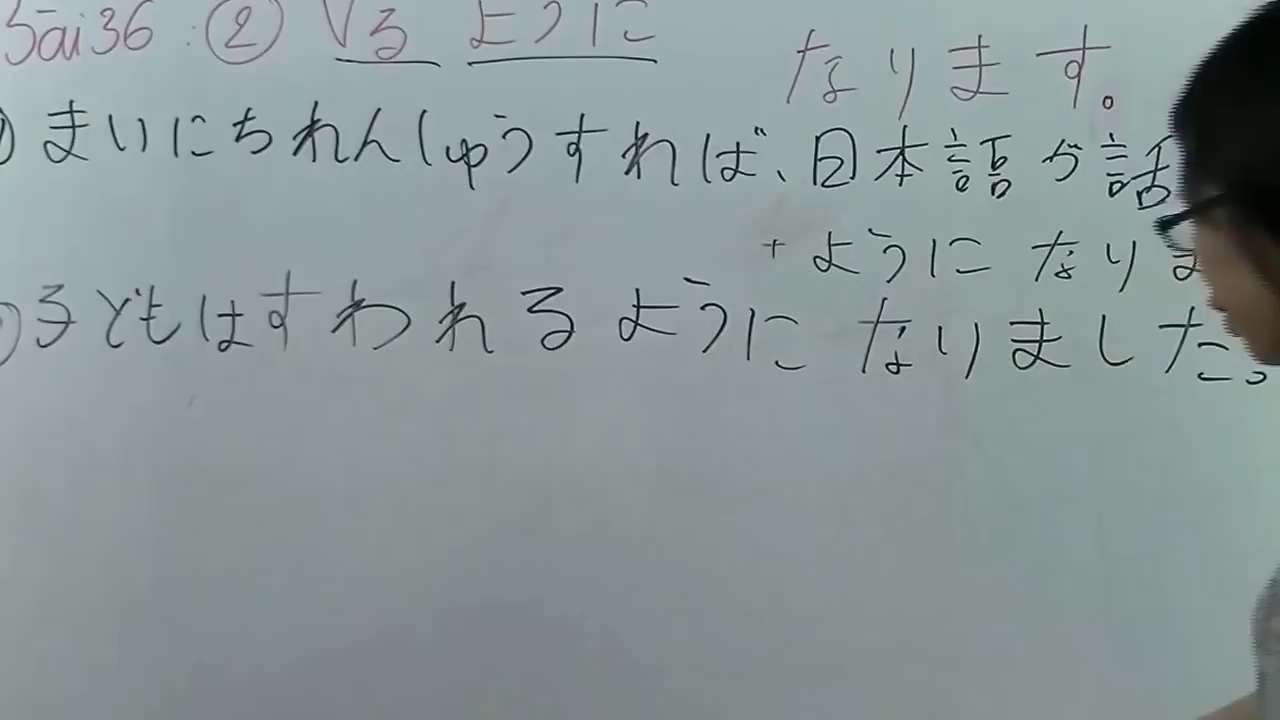 Bāi 36 : ② Vる ように なります。
まいにちれんしゅうすれば、日本語が話
+ ように なりま
子どもはすわれるように なりました。